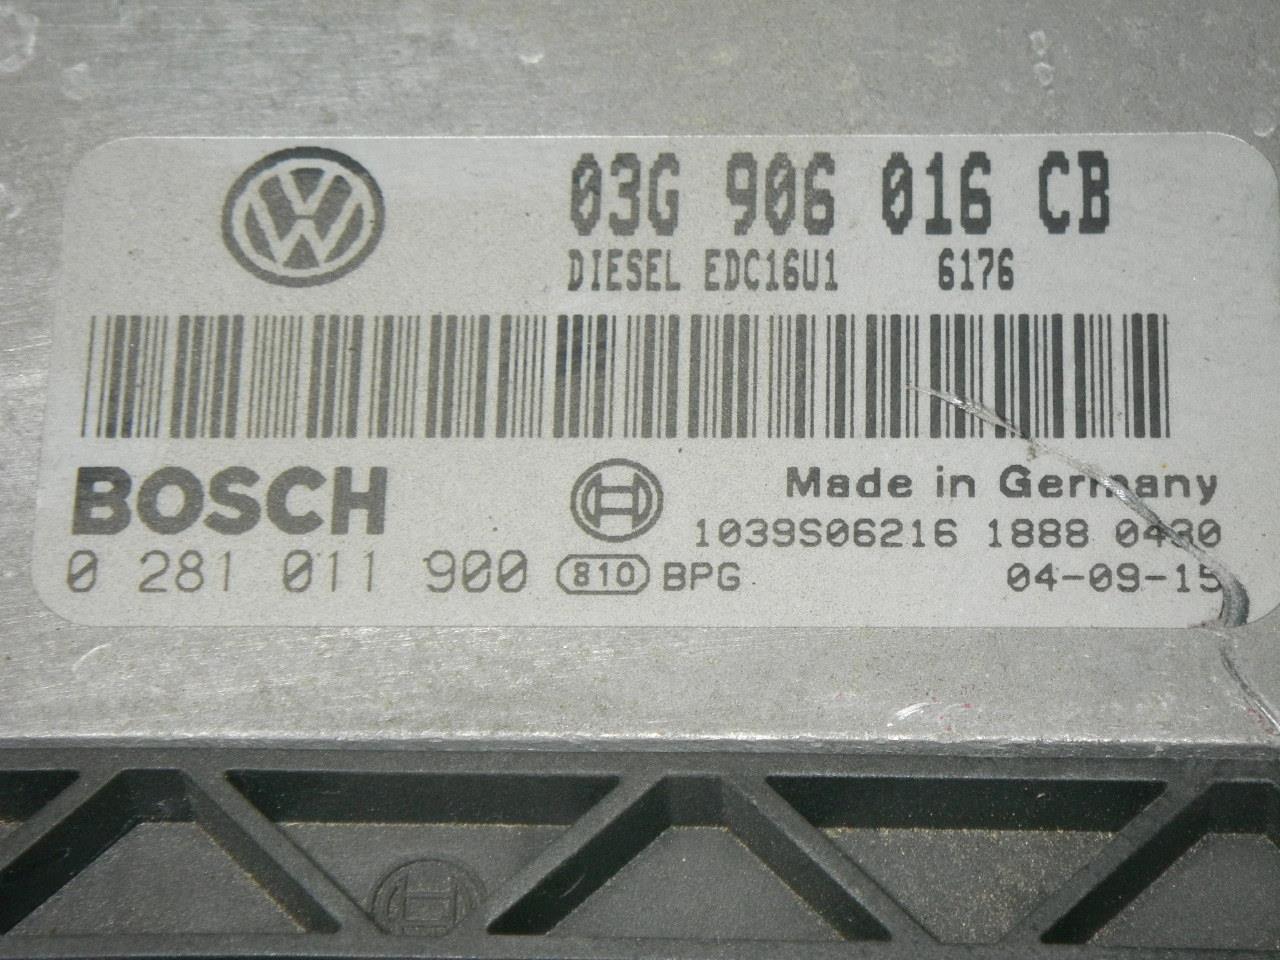 03G 906 016 CB
DIESEL EDC16U1 6176
BOSCH
Made in Germany
1039S06216 1888 0430
0 281 011 900 810 BPG 04-09-15